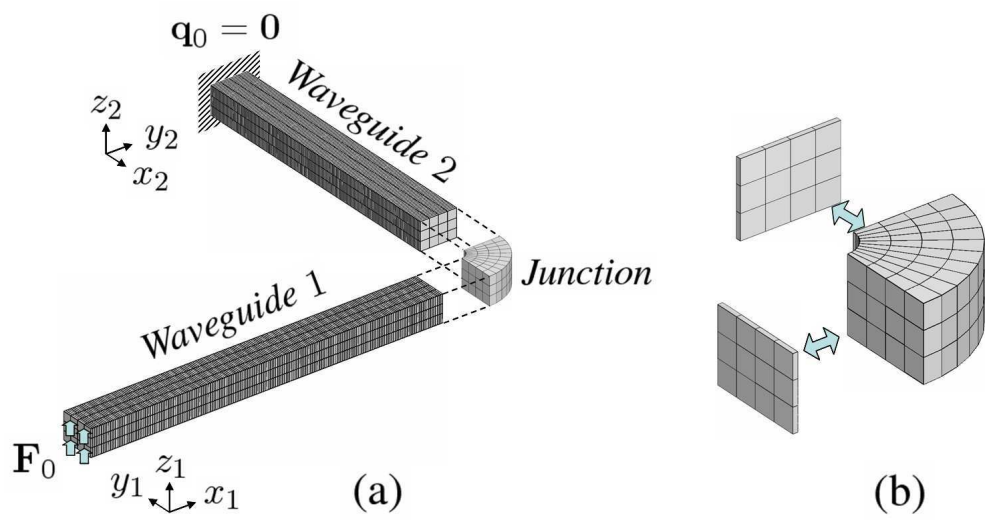 q₀ = 0
Waveguide 2
z₂
y₂
x₂
Junction
Waveguide 1
F₀
z₁
y₁
x₁
(a)
(b)